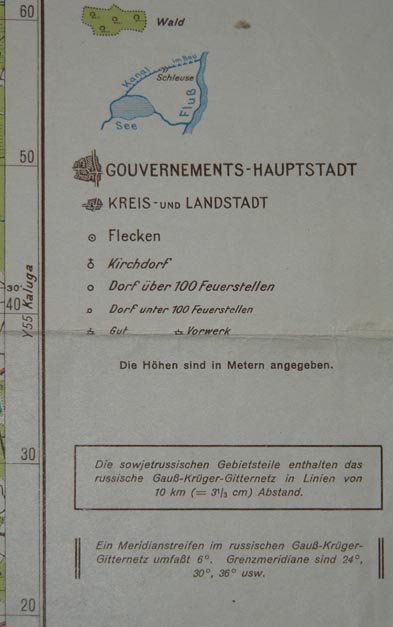 60
Wald
Kanal im Bau
Schleuse
Fluß
See
50
GOUVERNEMENTS-HAUPTSTADT
KREIS- UND LANDSTADT
Flecken
Kirchdorf
Dorf über 100 Feuerstellen
30'
40
Dorf unter 100 Feuerstellen
Y55 Kaluga
Gut Vorwerk
Die Höhen sind in Metern angegeben.
30
Die sowjetrussischen Gebietsteile enthalten das
russische Gauß-Krüger-Gitternetz in Linien von
10 km (= 3⅓ cm) Abstand.
Ein Meridianstreifen im russischen Gauß-Krüger-
Gitternetz umfaßt 6°. Grenzmeridiane sind 24°,
30°, 36° usw.
20